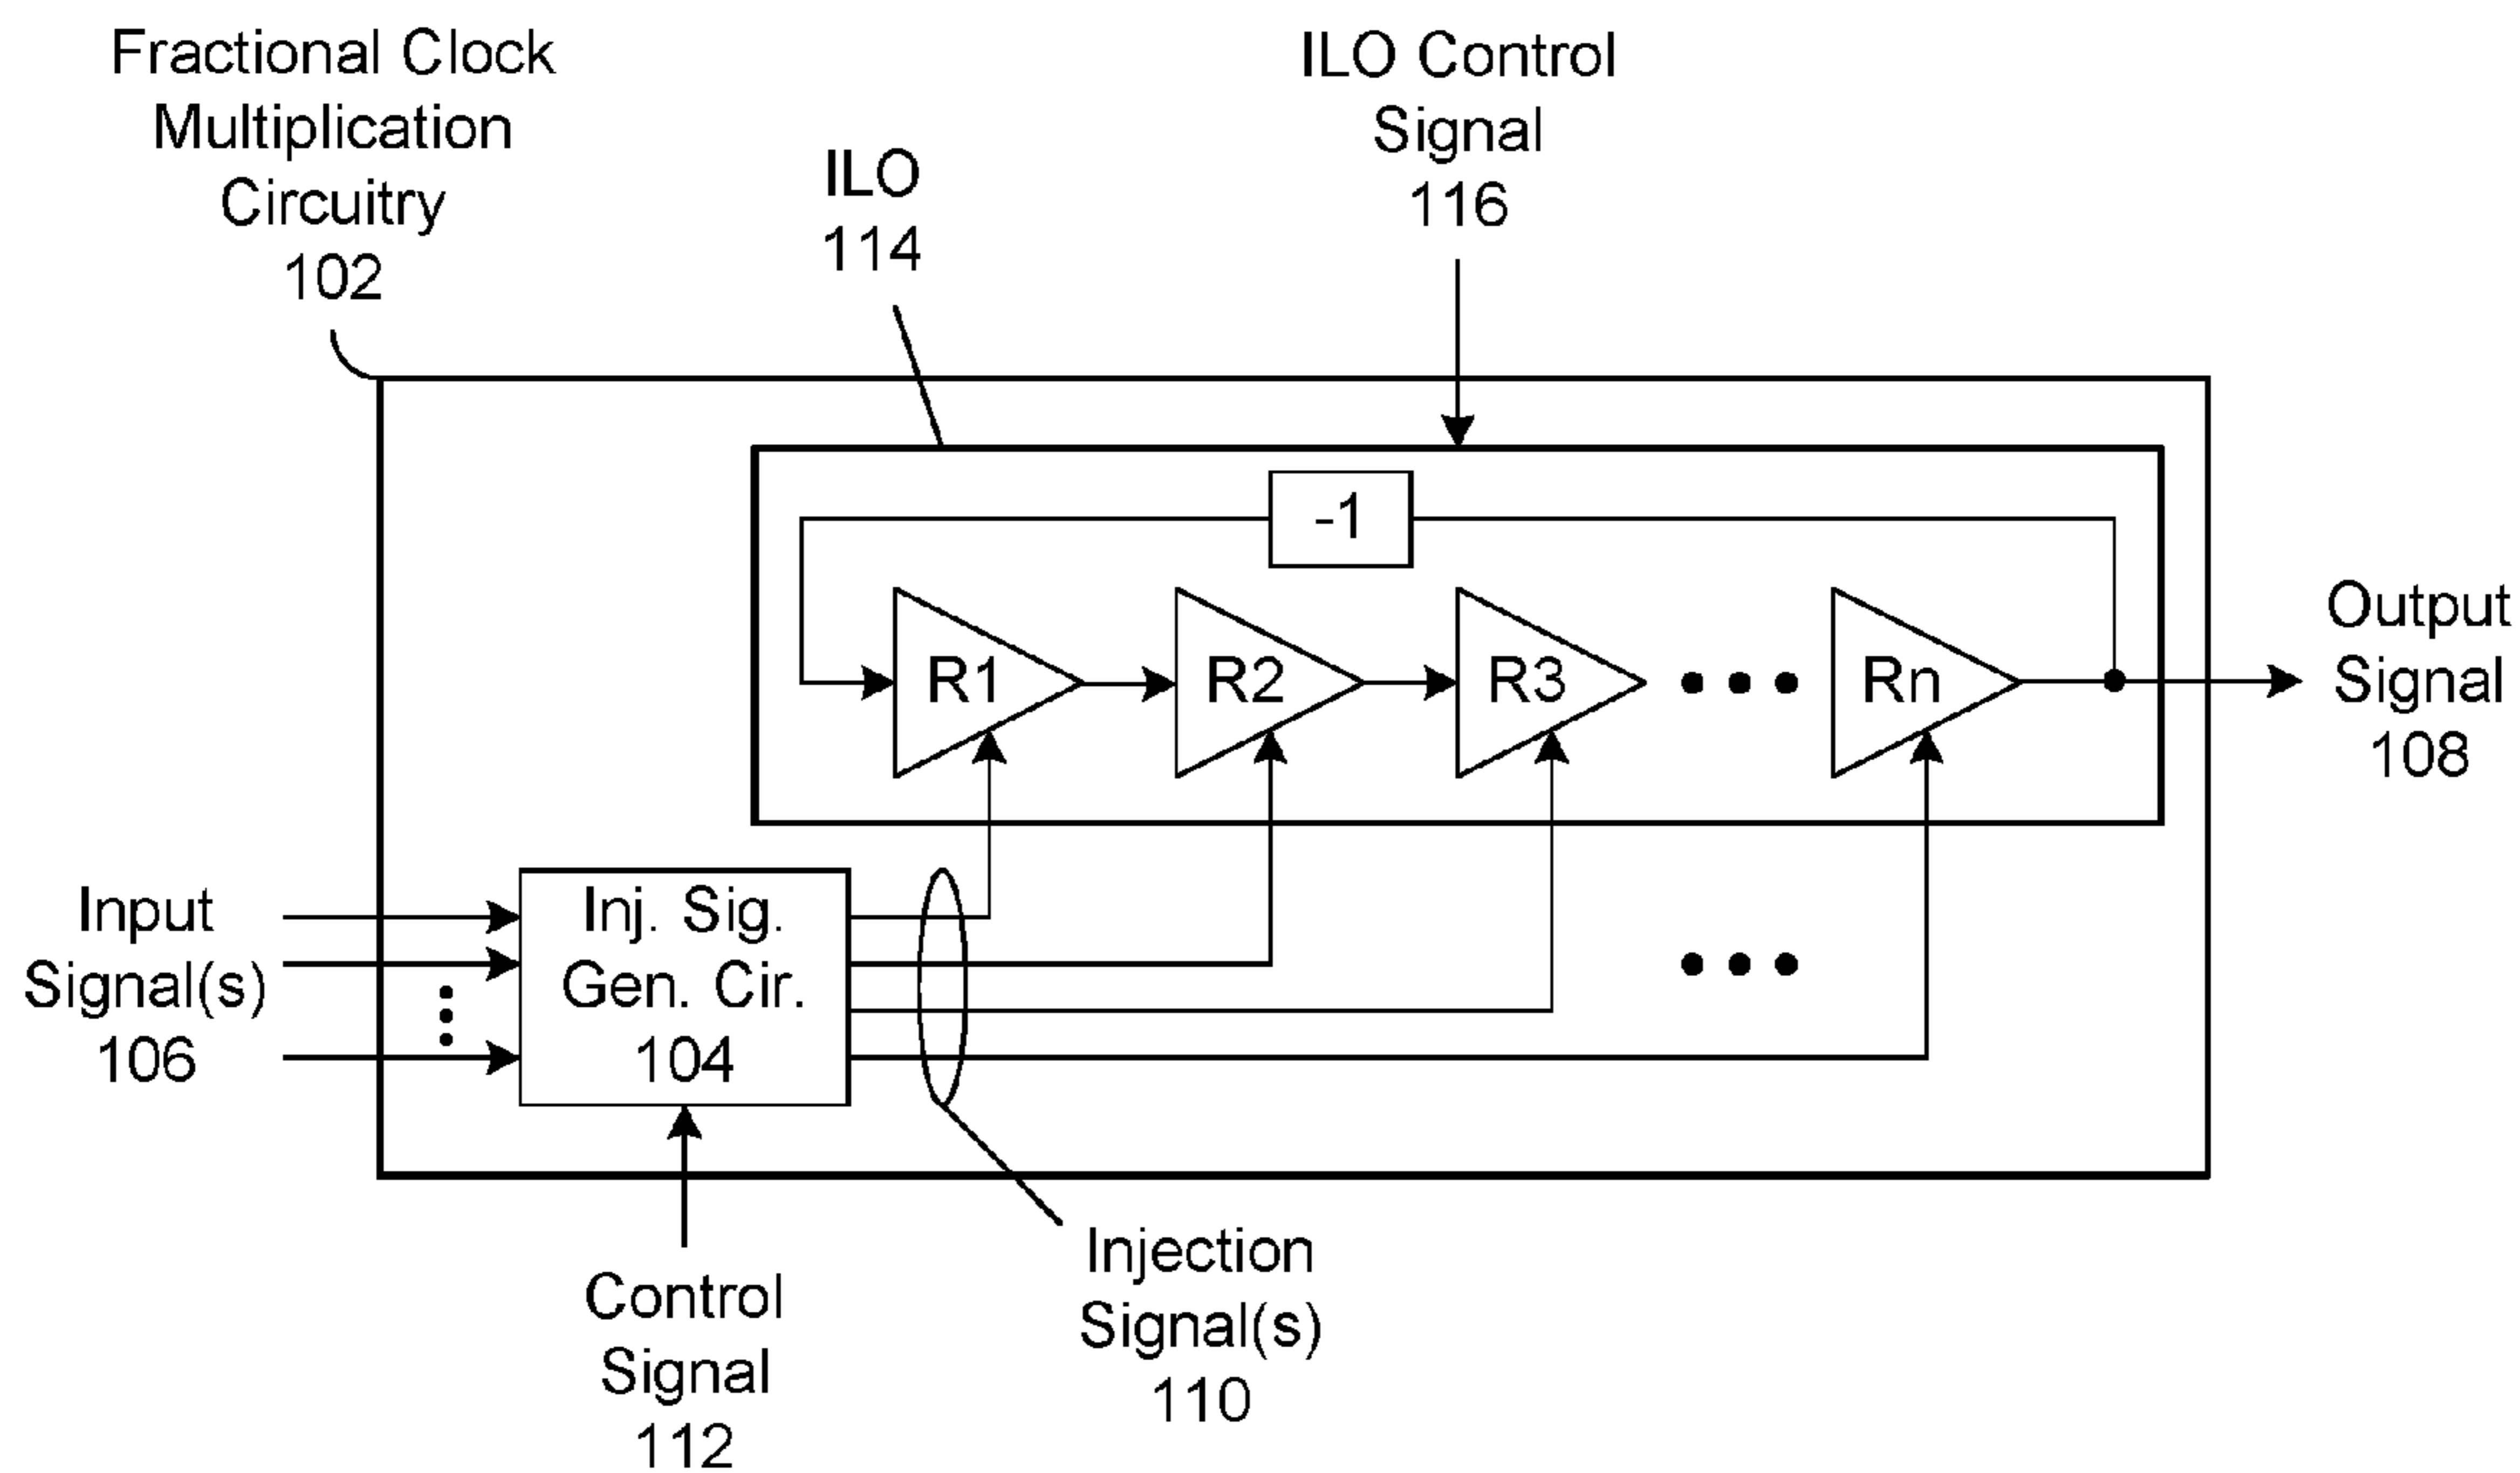 Fractional Clock
Multiplication
Circuitry
102
ILO
114
ILO Control
Signal
116
-1
R1
R2
R3
Rn
Output
Signal
108
Input
Signal(s)
106
Inj. Sig.
Gen. Cir.
104
Control
Signal
112
Injection
Signal(s)
110